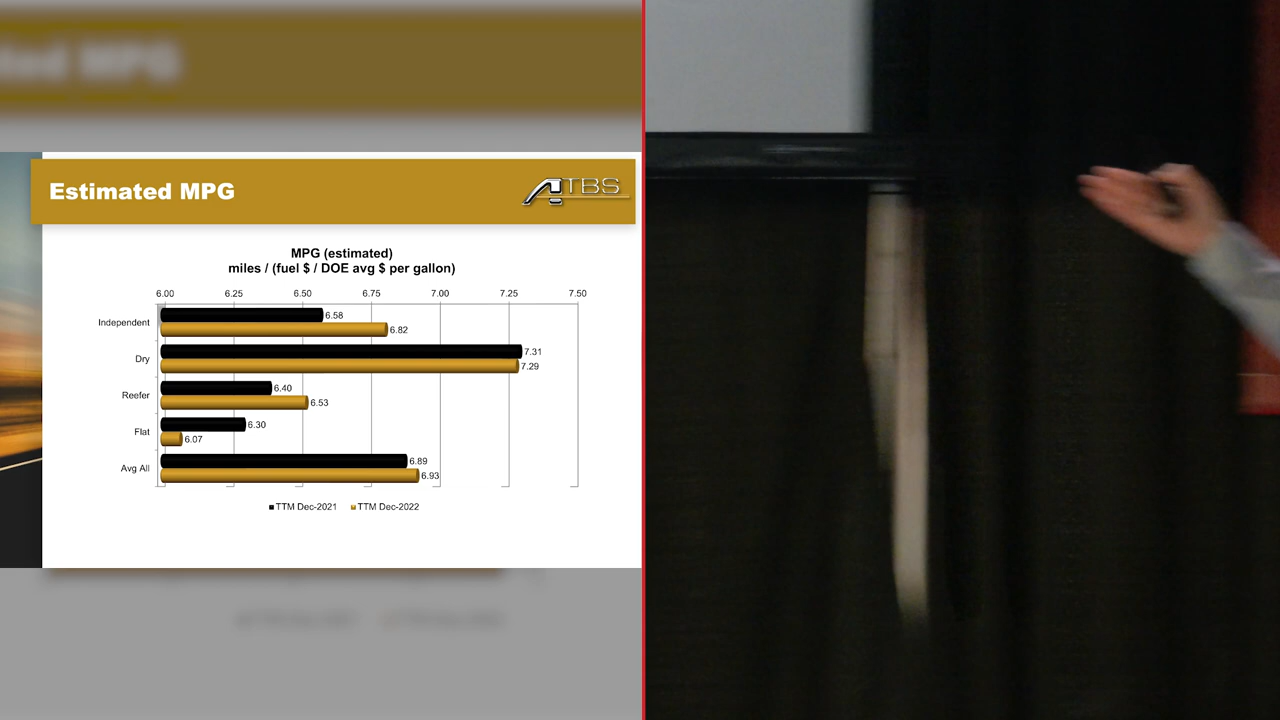 Estimated MPG
ATBS
MPG (estimated)
miles / (fuel $ / DOE avg $ per gallon)
6.00 6.25 6.50 6.75 7.00 7.25 7.50
Independent 6.58
6.82
Dry 7.31
7.29
Reefer 6.40
6.53
Flat 6.30
6.07
Avg All 6.89
6.93
TTM Dec-2021 TTM Dec-2022